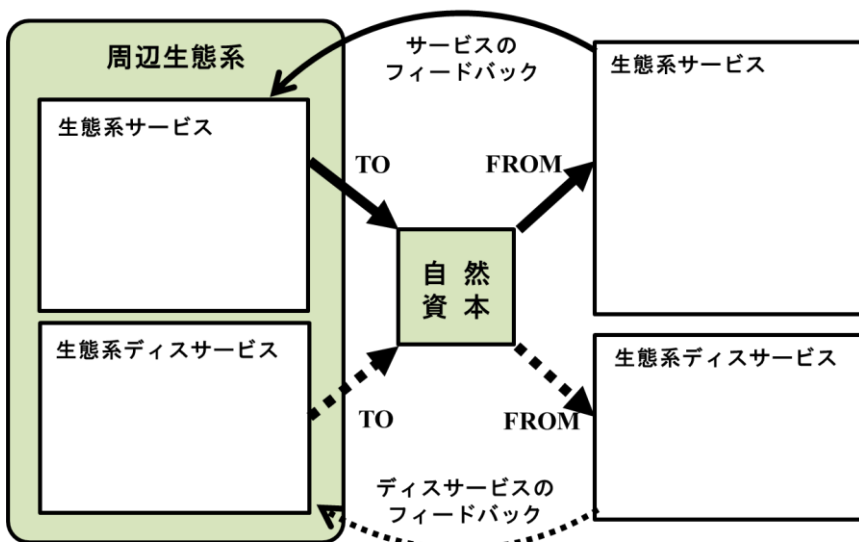 周辺生態系
生態系サービス
生態系ディスサービス
サービスの
フィードバック
TO
FROM
自然
資本
TO
FROM
ディスサービスの
フィードバック
生態系サービス
生態系ディスサービス